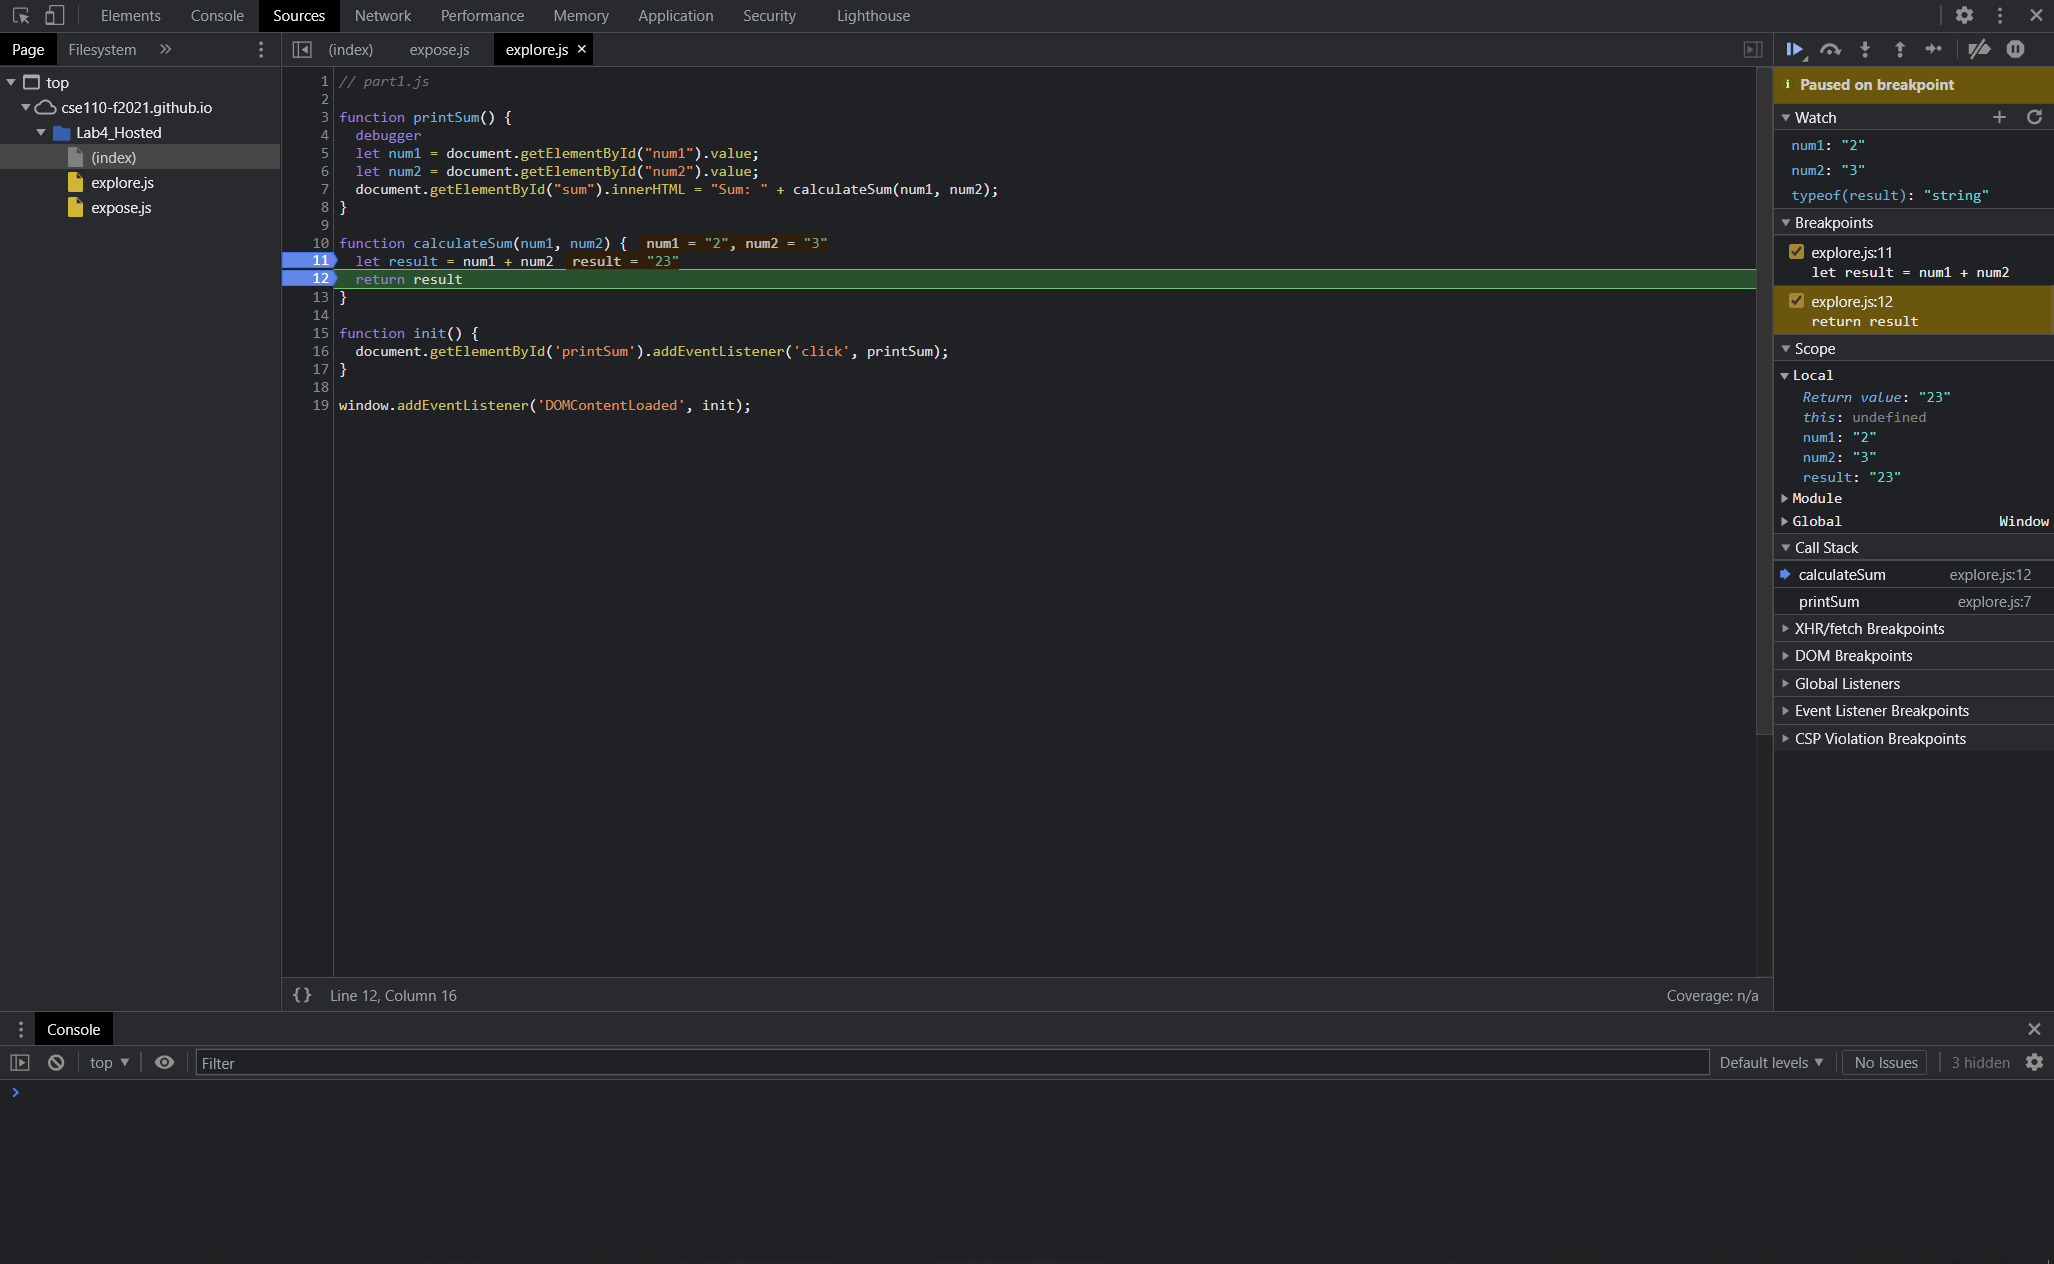 Elements Console Sources Network Performance Memory Application Security Lighthouse
Page Filesystem
top
cse110-f2021.github.io
Lab4_Hosted
(index)
explore.js
expose.js
(index) expose.js explore.js
1 // part1.js
2
3 function printSum() {
4 debugger
5 let num1 = document.getElementById("num1").value;
6 let num2 = document.getElementById("num2").value;
7 document.getElementById("sum").innerHTML = "Sum: " + calculateSum(num1, num2);
8 }
9
10 function calculateSum(num1, num2) { num1 = "2", num2 = "3"
11 let result = num1 + num2 result = "23"
12 return result
13 }
14
15 function init() {
16 document.getElementById('printSum').addEventListener('click', printSum);
17 }
18
19 window.addEventListener('DOMContentLoaded', init);
{} Line 12, Column 16 Coverage: n/a
Paused on breakpoint
Watch
num1: "2"
num2: "3"
typeof(result): "string"
Breakpoints
explore.js:11
let result = num1 + num2
explore.js:12
return result
Scope
Local
Return value: "23"
this: undefined
num1: "2"
num2: "3"
result: "23"
Module
Global Window
Call Stack
calculateSum explore.js:12
printSum explore.js:7
XHR/fetch Breakpoints
DOM Breakpoints
Global Listeners
Event Listener Breakpoints
CSP Violation Breakpoints
Console
top Filter Default levels No Issues 3 hidden